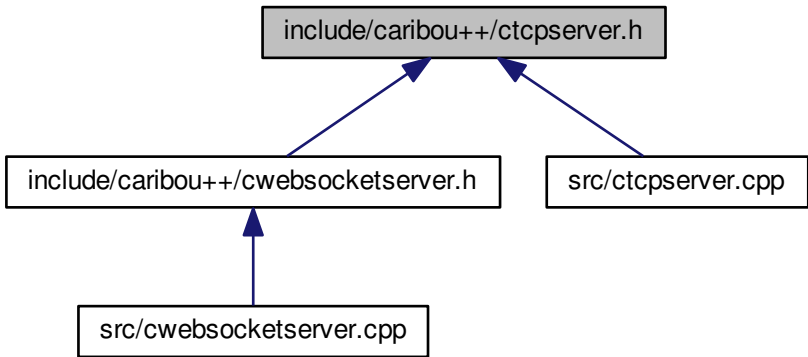 include/caribou++/ctcpserver.h
include/caribou++/cwebsocketserver.h
src/ctcpserver.cpp
src/cwebsocketserver.cpp